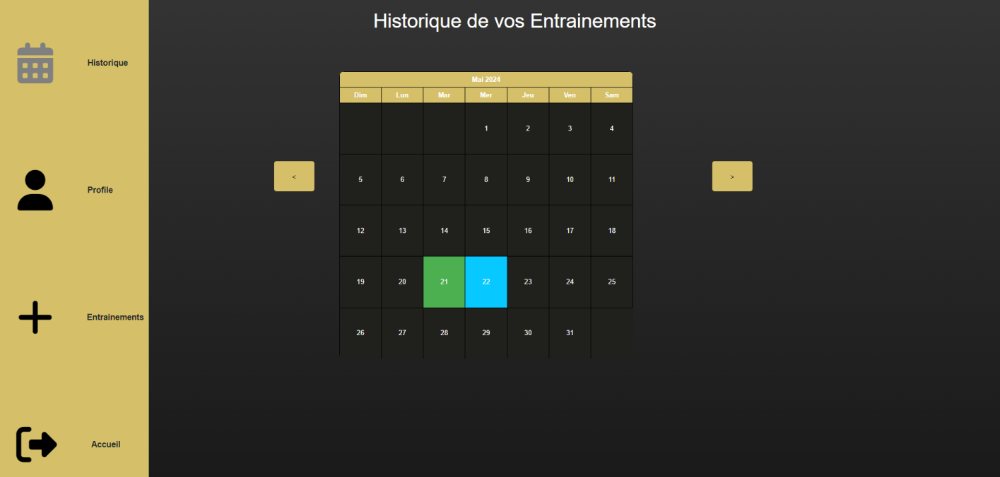 Historique de vos Entrainements
Historique
Profile
Entrainements
Accueil
<
Mai 2024
Dim Lun Mar Mer Jeu Ven Sam
1 2 3 4
5 6 7 8 9 10 11
12 13 14 15 16 17 18
19 20 21 22 23 24 25
26 27 28 29 30 31
>